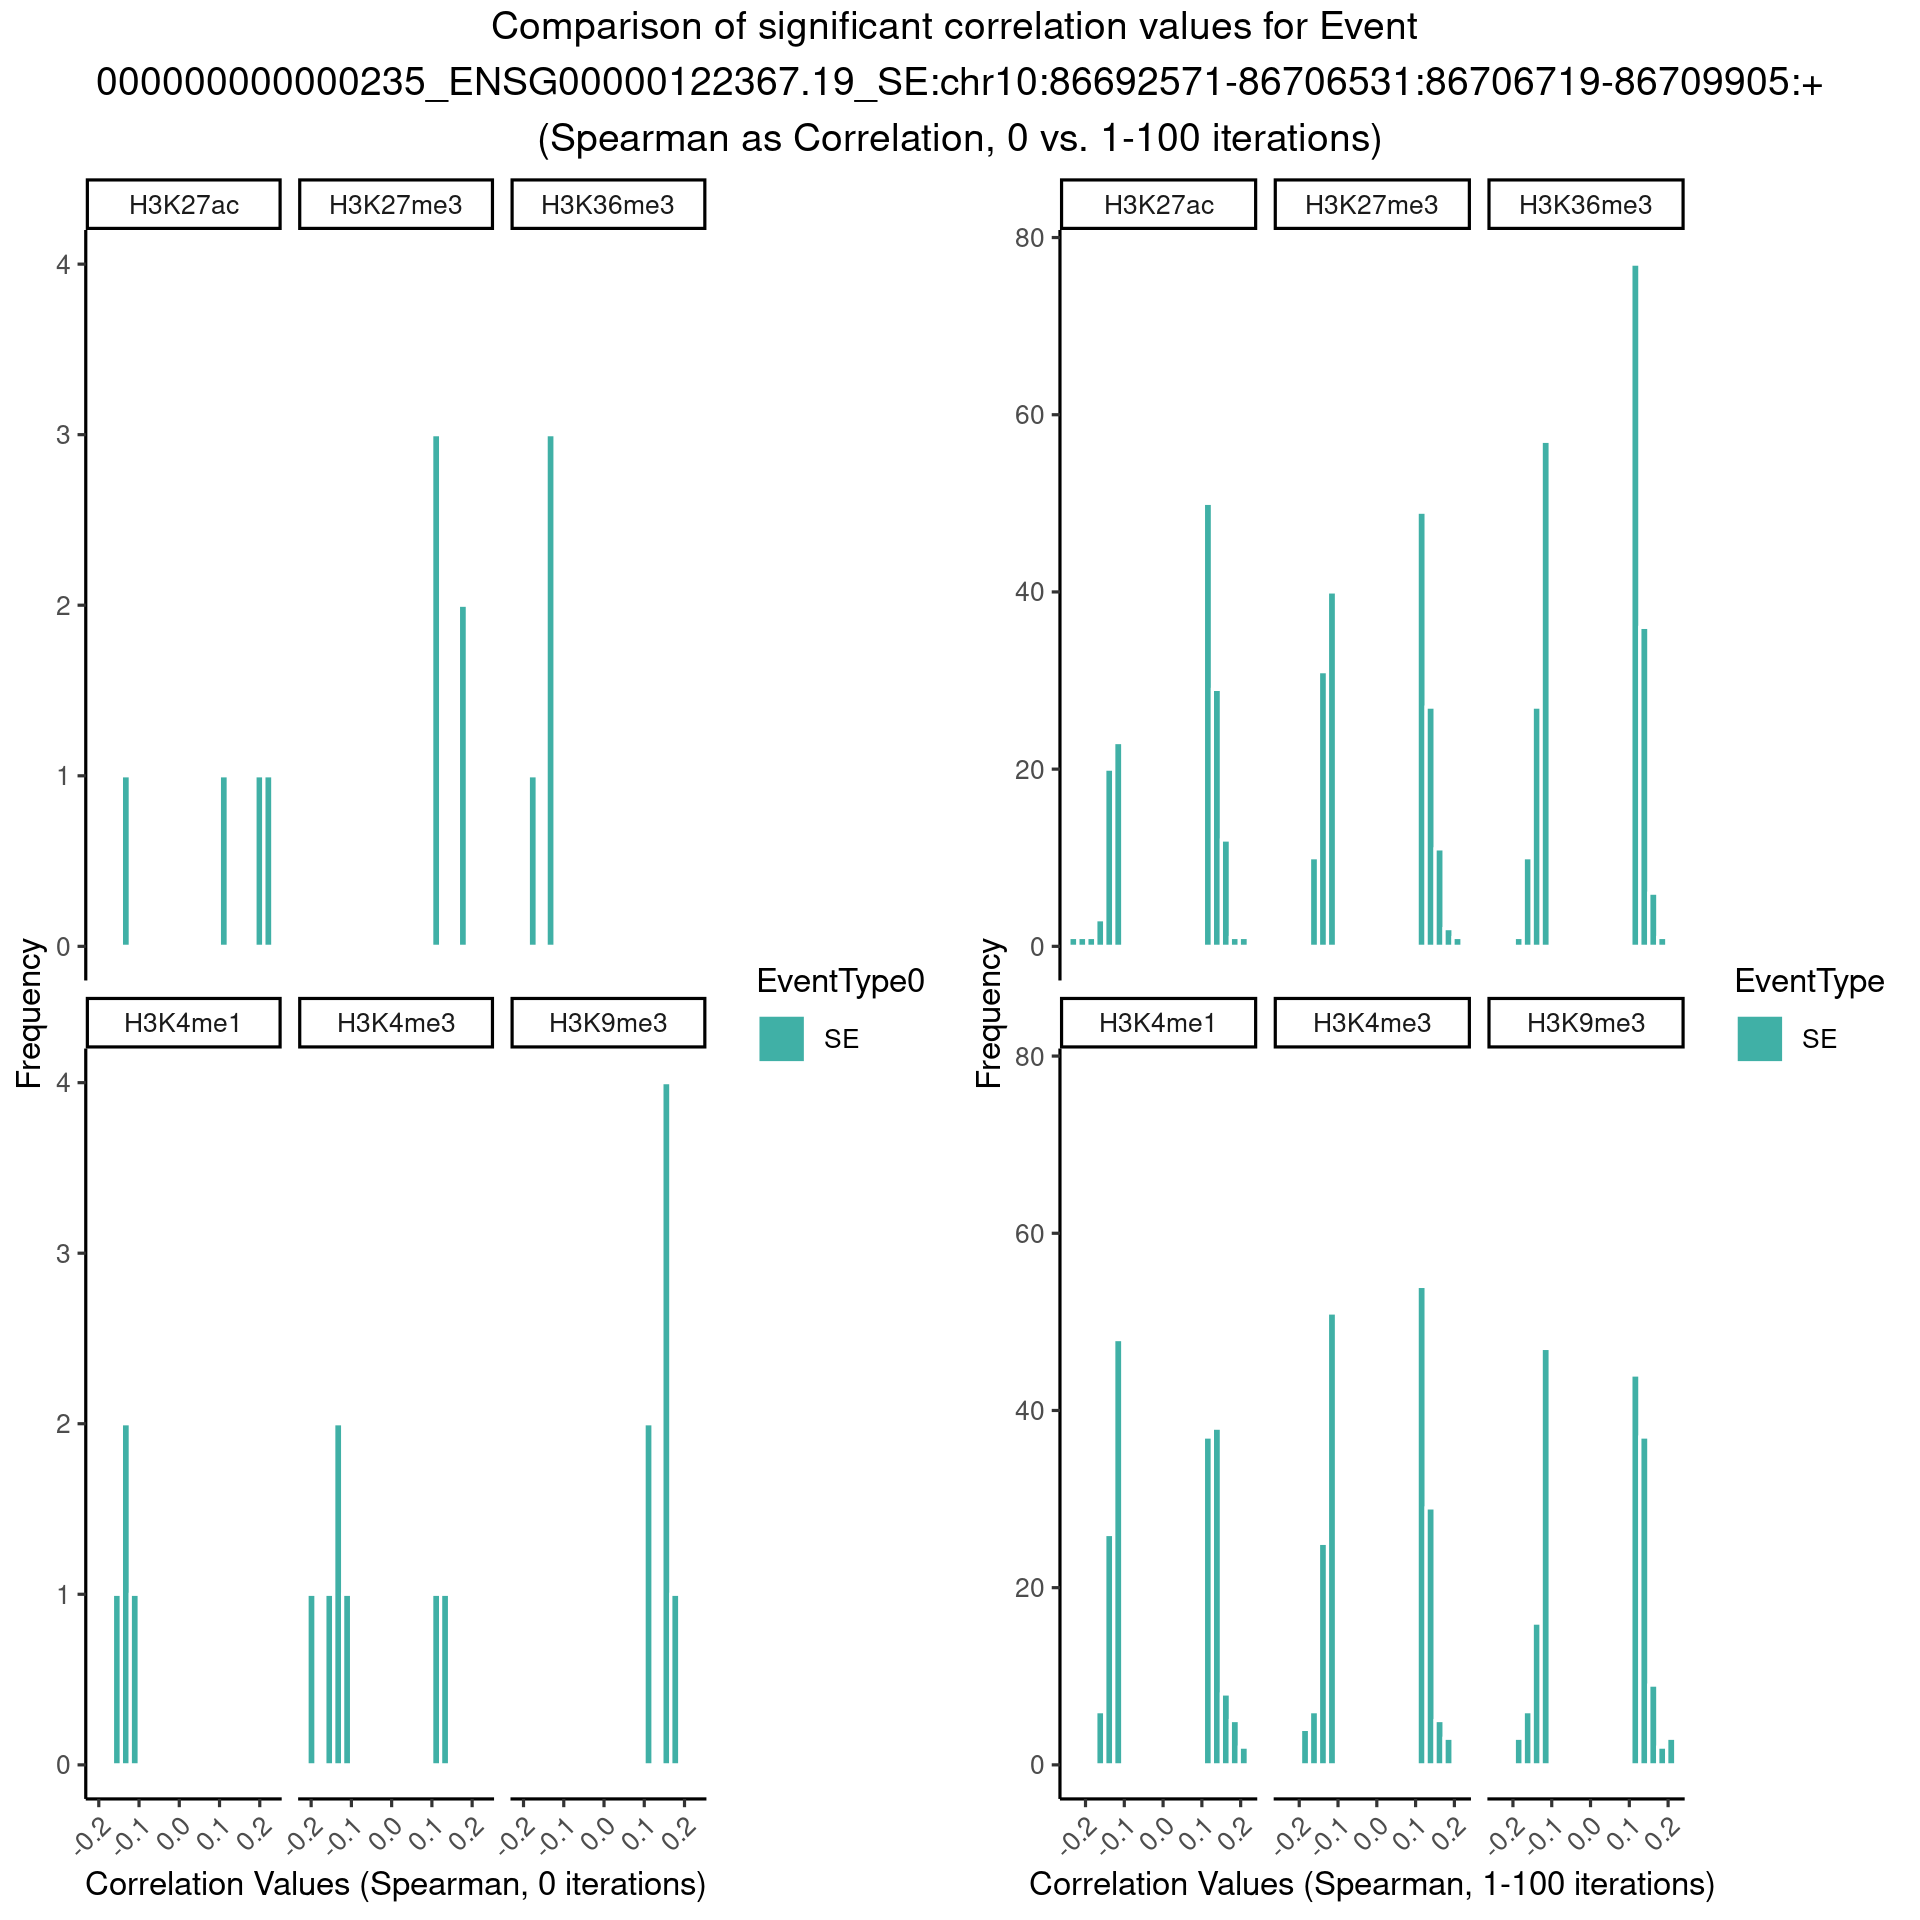 Comparison of significant correlation values for Event
000000000000235_ENSG00000122367.19_SE:chr10:86692571-86706531:86706719-86709905:+
(Spearman as Correlation, 0 vs. 1-100 iterations)
H3K27ac H3K27me3 H3K36me3
4
3
2
1
0
H3K4me1 H3K4me3 H3K9me3
4
3
2
1
0
Frequency
-0.2 -0.1 0.0 0.1 0.2 -0.2 -0.1 0.0 0.1 0.2 -0.2 -0.1 0.0 0.1 0.2
Correlation Values (Spearman, 0 iterations)
EventType0
SE
H3K27ac H3K27me3 H3K36me3
80
60
40
20
0
H3K4me1 H3K4me3 H3K9me3
80
60
40
20
0
Frequency
-0.2 -0.1 0.0 0.1 0.2 -0.2 -0.1 0.0 0.1 0.2 -0.2 -0.1 0.0 0.1 0.2
Correlation Values (Spearman, 1-100 iterations)
EventType
SE